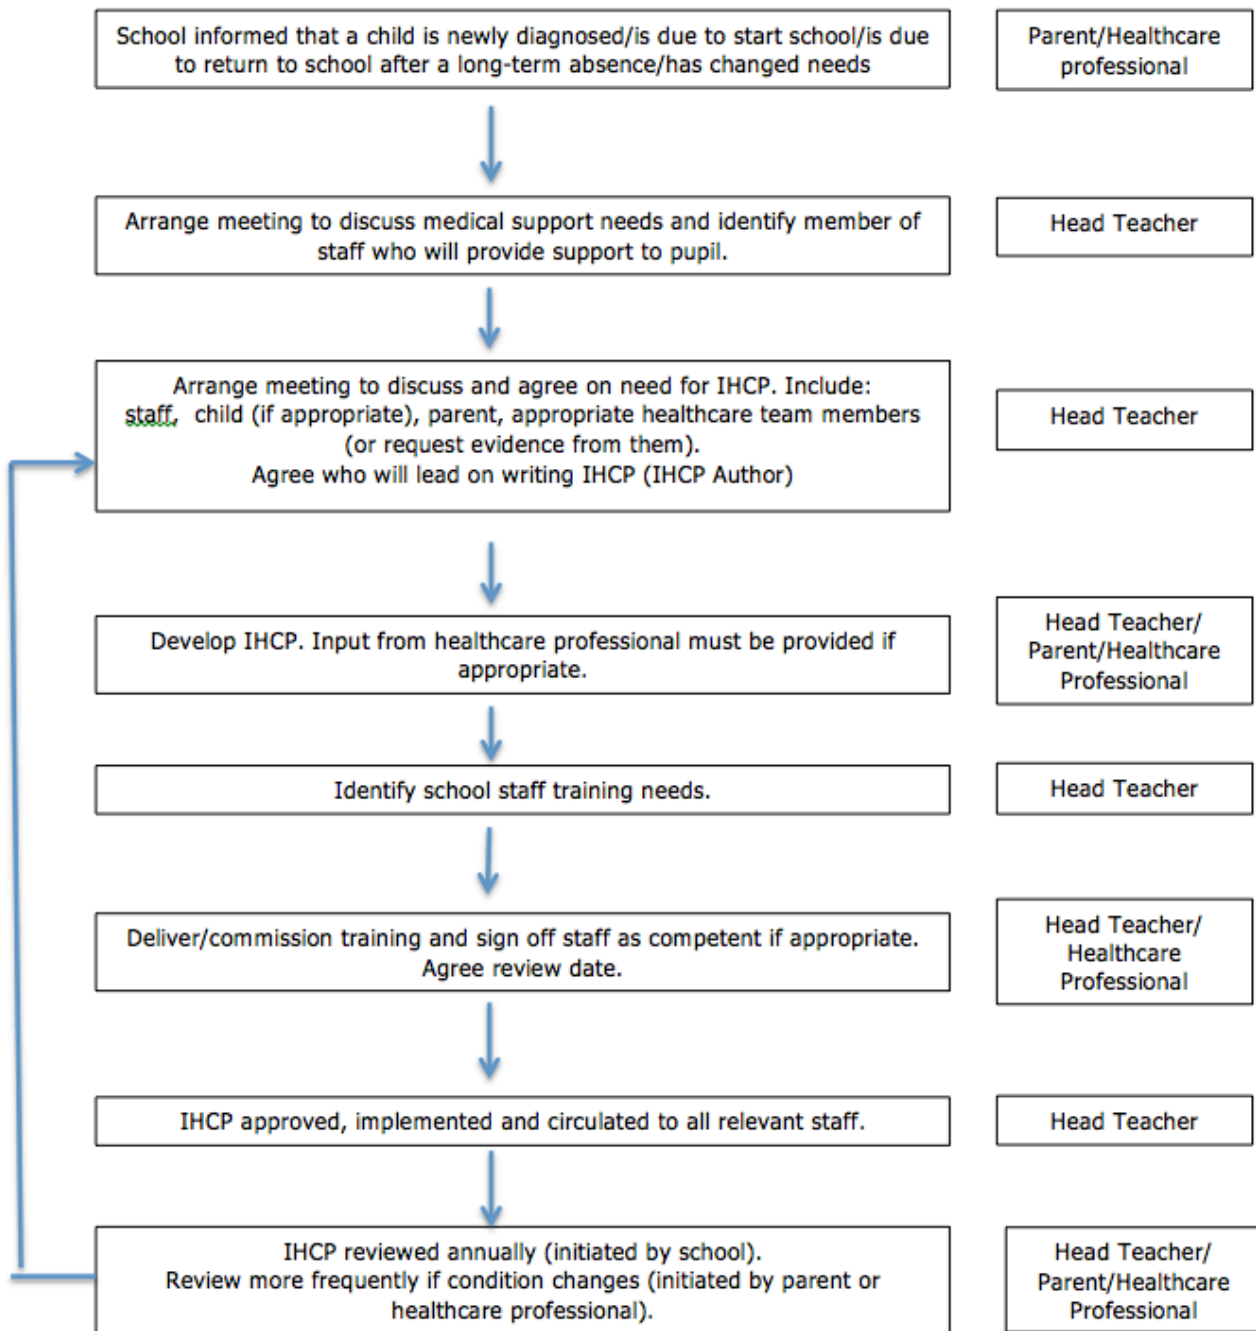 School informed that a child is newly diagnosed/is due to start school/is due
to return to school after a long-term absence/has changed needs
Parent/Healthcare
professional
Arrange meeting to discuss medical support needs and identify member of
staff who will provide support to pupil.
Head Teacher
Arrange meeting to discuss and agree on need for IHCP. Include:
staff,  child (if appropriate), parent, appropriate healthcare team members
(or request evidence from them).
Agree who will lead on writing IHCP (IHCP Author)
Head Teacher
Develop IHCP. Input from healthcare professional must be provided if
appropriate.
Head Teacher/
Parent/Healthcare
Professional
Identify school staff training needs.
Head Teacher
Deliver/commission training and sign off staff as competent if appropriate.
Agree review date.
Head Teacher/
Healthcare
Professional
IHCP approved, implemented and circulated to all relevant staff.
Head Teacher
IHCP reviewed annually (initiated by school).
Review more frequently if condition changes (initiated by parent or
healthcare professional).
Head Teacher/
Parent/Healthcare
Professional